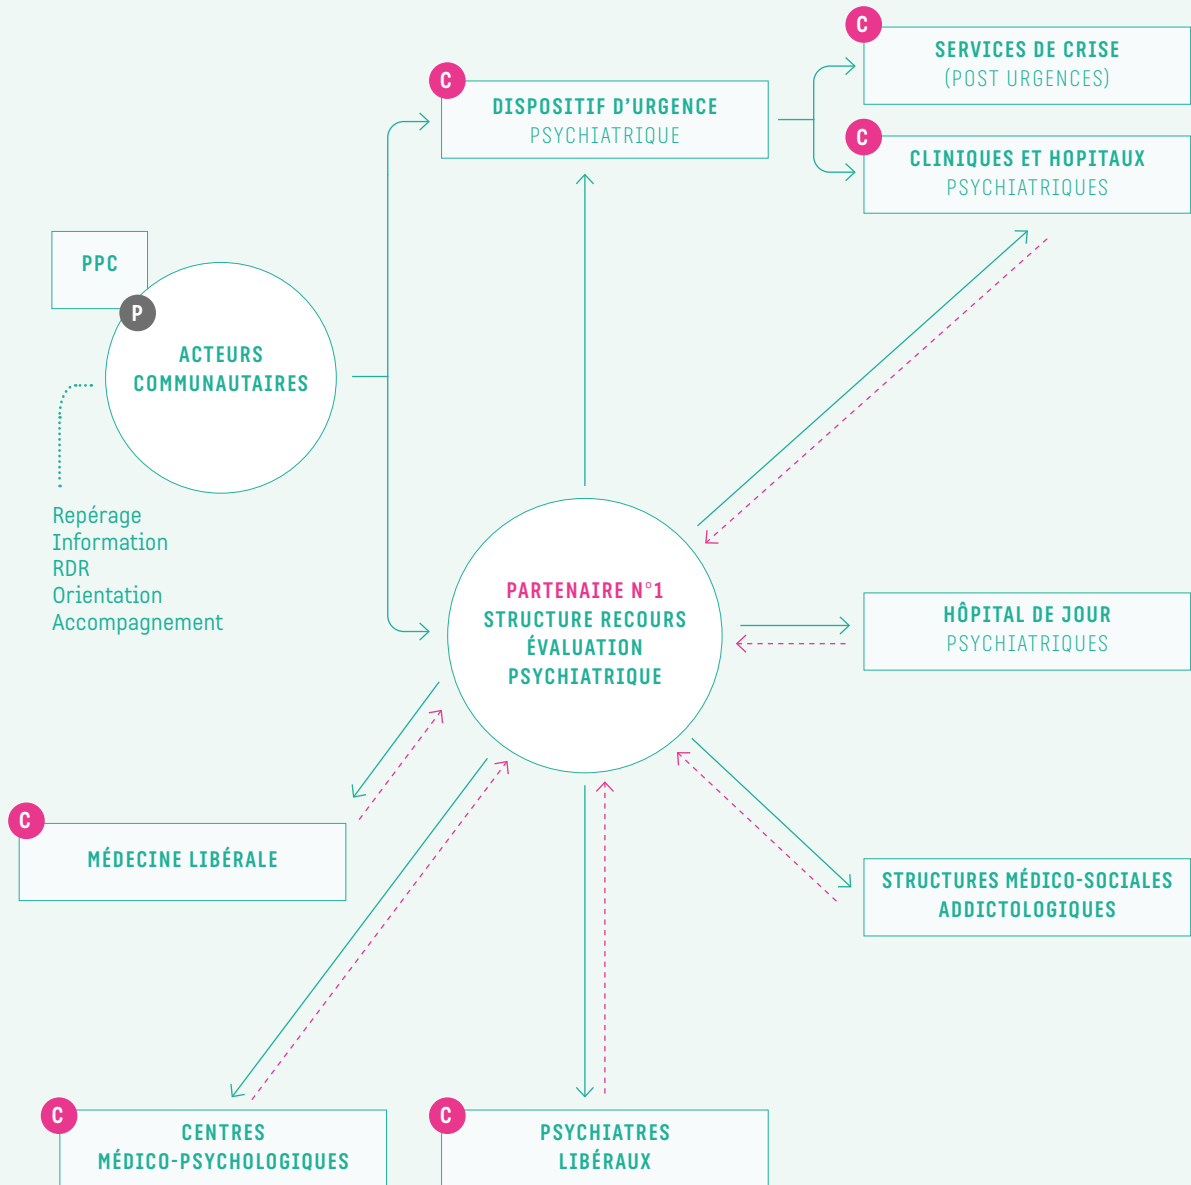 C
SERVICES DE CRISE
(POST URGENCES)
C
DISPOSITIF D'URGENCE
PSYCHIATRIQUE
C
CLINIQUES ET HOPITAUX
PSYCHIATRIQUES
PPC
P
ACTEURS
COMMUNAUTAIRES
Repérage
Information
RDR
Orientation
Accompagnement
PARTENAIRE N°1
STRUCTURE RECOURS
ÉVALUATION
PSYCHIATRIQUE
HÔPITAL DE JOUR
PSYCHIATRIQUES
C
MÉDECINE LIBÉRALE
STRUCTURES MÉDICO-SOCIALES
ADDICTOLOGIQUES
C
CENTRES
MÉDICO-PSYCHOLOGIQUES
C
PSYCHIATRES
LIBÉRAUX